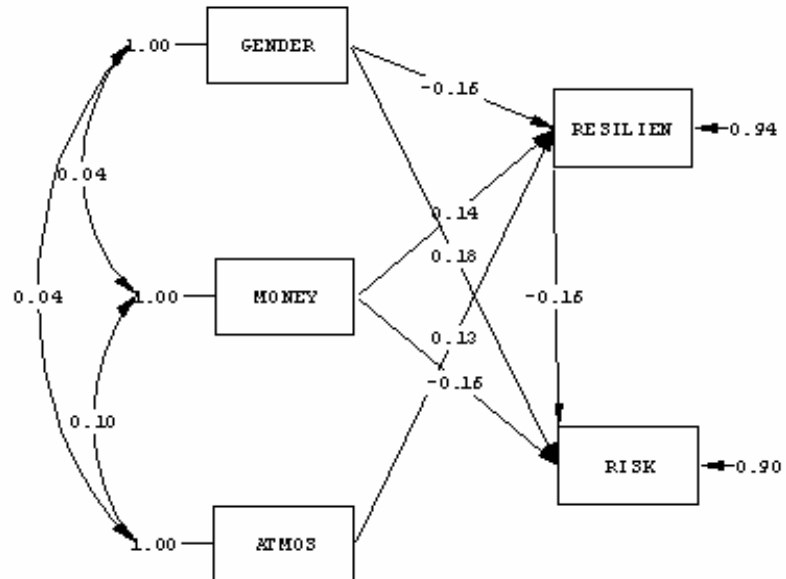 1.00
GENDER
-0.16
RESILIEN
0.94
0.04
0.14
0.18
0.04
1.00
MONEY
-0.16
0.13
-0.16
0.10
RISK
0.90
1.00
ATMOS